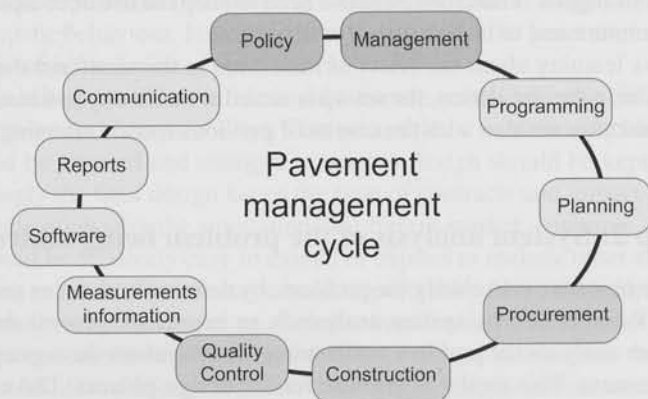 Policy
Management
Programming
Planning
Procurement
Construction
Quality
Control
Measurements
information
Software
Reports
Communication
Pavement
management
cycle